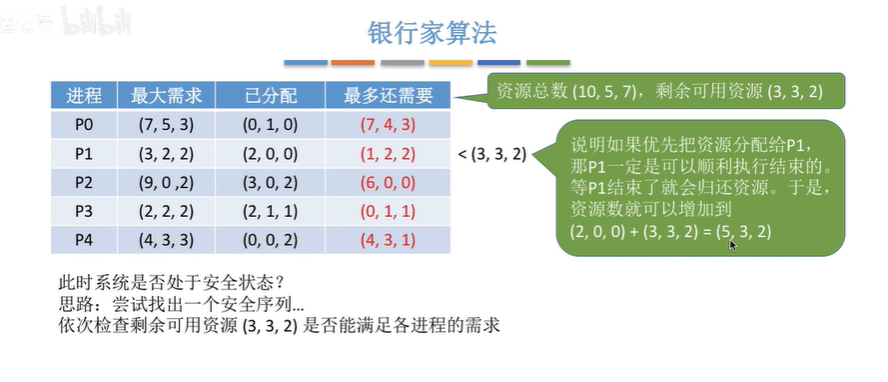 bilibili
银行家算法
进程 最大需求 已分配 最多还需要
P0 (7, 5, 3) (0, 1, 0) (7, 4, 3)
P1 (3, 2, 2) (2, 0, 0) (1, 2, 2)
P2 (9, 0 ,2) (3, 0, 2) (6, 0, 0)
P3 (2, 2, 2) (2, 1, 1) (0, 1, 1)
P4 (4, 3, 3) (0, 0, 2) (4, 3, 1)
资源总数 (10, 5, 7)，剩余可用资源 (3, 3, 2)
< (3, 3, 2)
说明如果优先把资源分配给P1，
那P1一定是可以顺利执行结束的。
等P1结束了就会归还资源。于是，
资源数就可以增加到
(2, 0, 0) + (3, 3, 2) = (5, 3, 2)
此时系统是否处于安全状态？
思路：尝试找出一个安全序列...
依次检查剩余可用资源 (3, 3, 2) 是否能满足各进程的需求